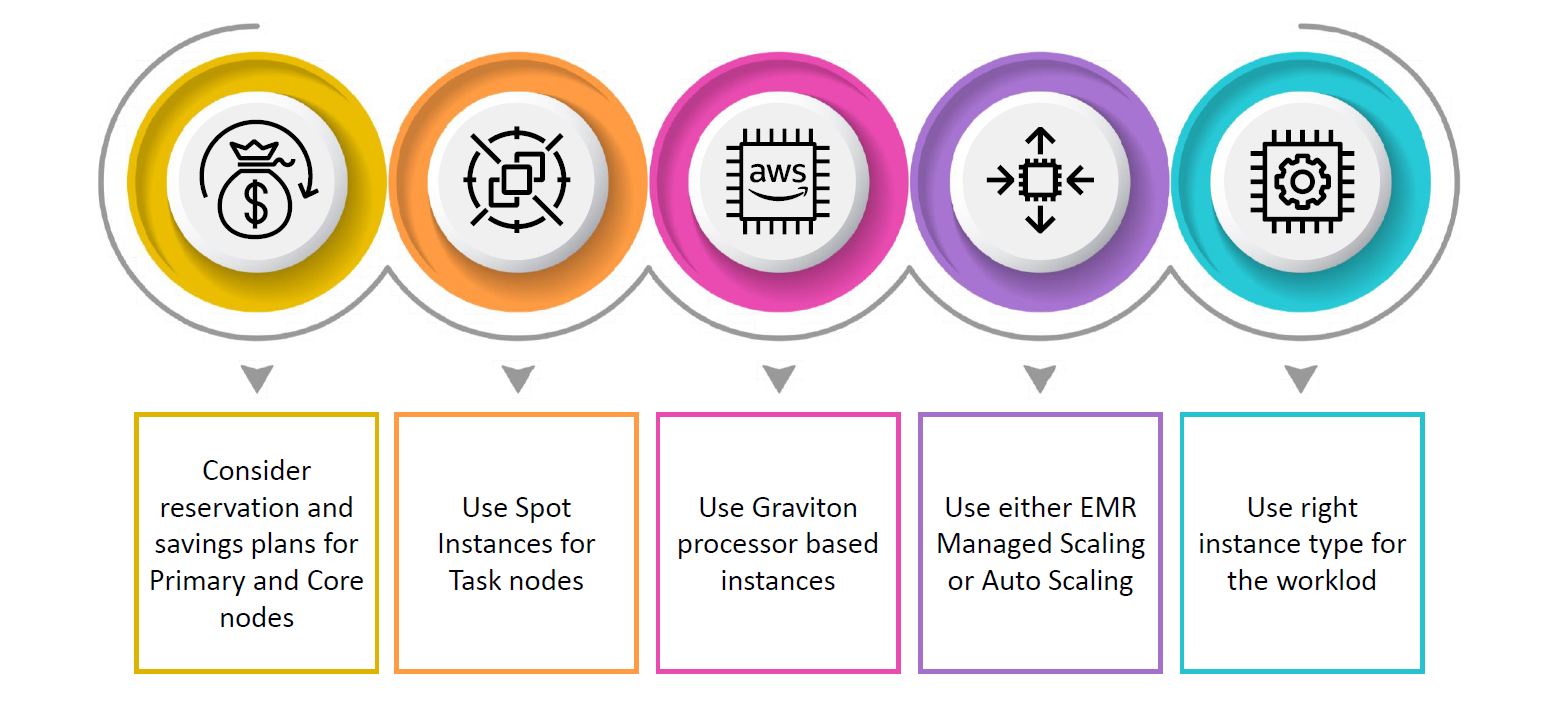 $
aws
Consider
reservation and
savings plans for
Primary and Core
nodes
Use Spot
Instances for
Task nodes
Use Graviton
processor based
instances
Use either EMR
Managed Scaling
or Auto Scaling
Use right
instance type for
the worklod